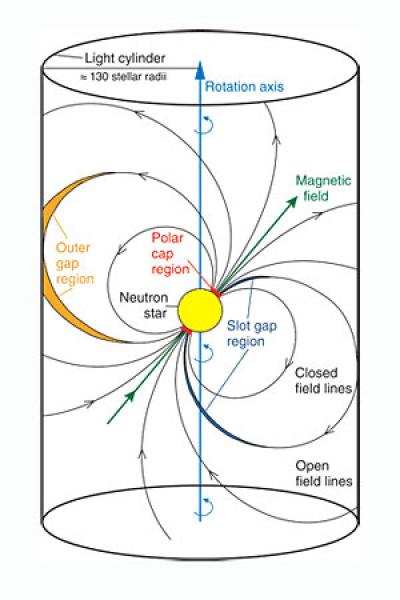 Light cylinder
≈ 130 stellar radii
Rotation axis
Magnetic
field
Polar
cap
region
Outer
gap
region
Neutron
star
Slot gap
region
Closed
field lines
Open
field lines